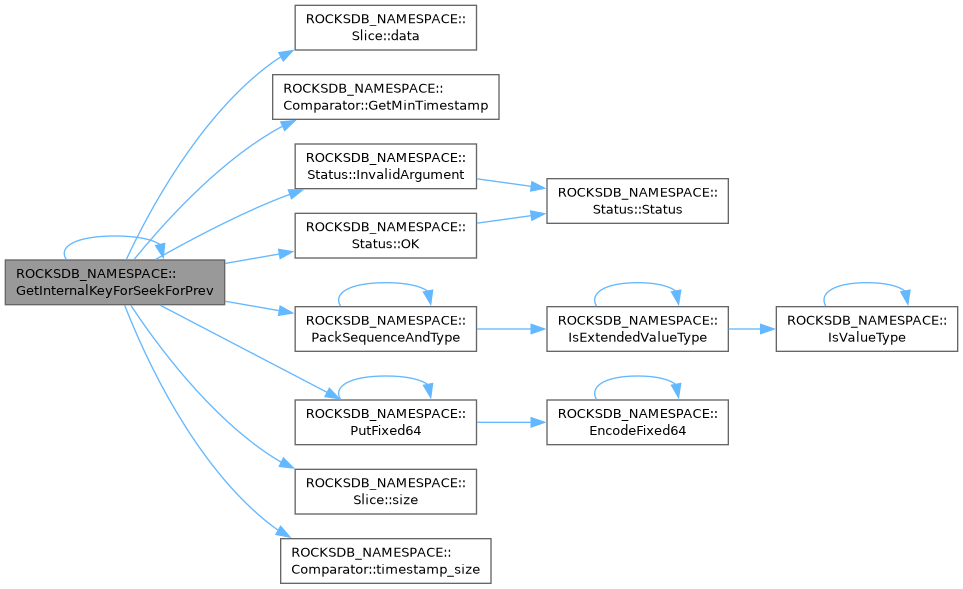 ROCKSDB_NAMESPACE::
Slice::data
ROCKSDB_NAMESPACE::
Comparator::GetMinTimestamp
ROCKSDB_NAMESPACE::
Status::InvalidArgument
ROCKSDB_NAMESPACE::
Status::Status
ROCKSDB_NAMESPACE::
Status::OK
ROCKSDB_NAMESPACE::
GetInternalKeyForSeekForPrev
ROCKSDB_NAMESPACE::
PackSequenceAndType
ROCKSDB_NAMESPACE::
IsExtendedValueType
ROCKSDB_NAMESPACE::
IsValueType
ROCKSDB_NAMESPACE::
PutFixed64
ROCKSDB_NAMESPACE::
EncodeFixed64
ROCKSDB_NAMESPACE::
Slice::size
ROCKSDB_NAMESPACE::
Comparator::timestamp_size